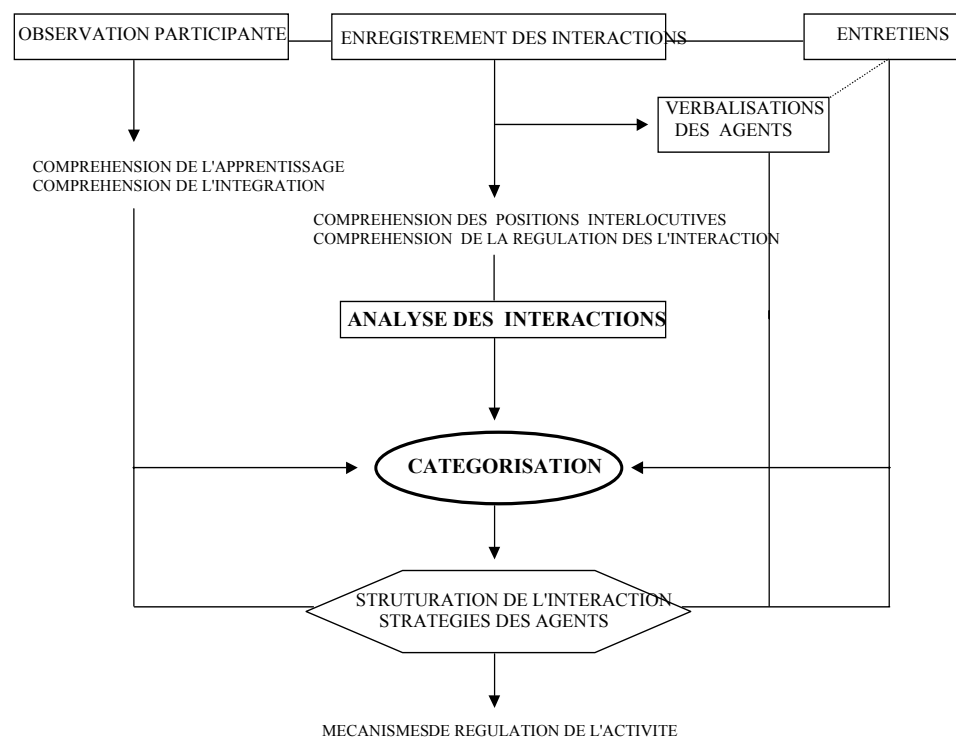 OBSERVATION PARTICIPANTE
ENREGISTREMENT DES INTERACTIONS
ENTRETIENS
VERBALISATIONS
DES AGENTS
COMPREHENSION DE L'APPRENTISSAGE
COMPREHENSION DE L'INTEGRATION
COMPREHENSION DES POSITIONS INTERLOCUTIVES
COMPREHENSION DE LA REGULATION DES L'INTERACTION
ANALYSE DES INTERACTIONS
CATEGORISATION
STRUTURATION DE L'INTERACTION
STRATEGIES DES AGENTS
MECANISMESDE REGULATION DE L'ACTIVITE